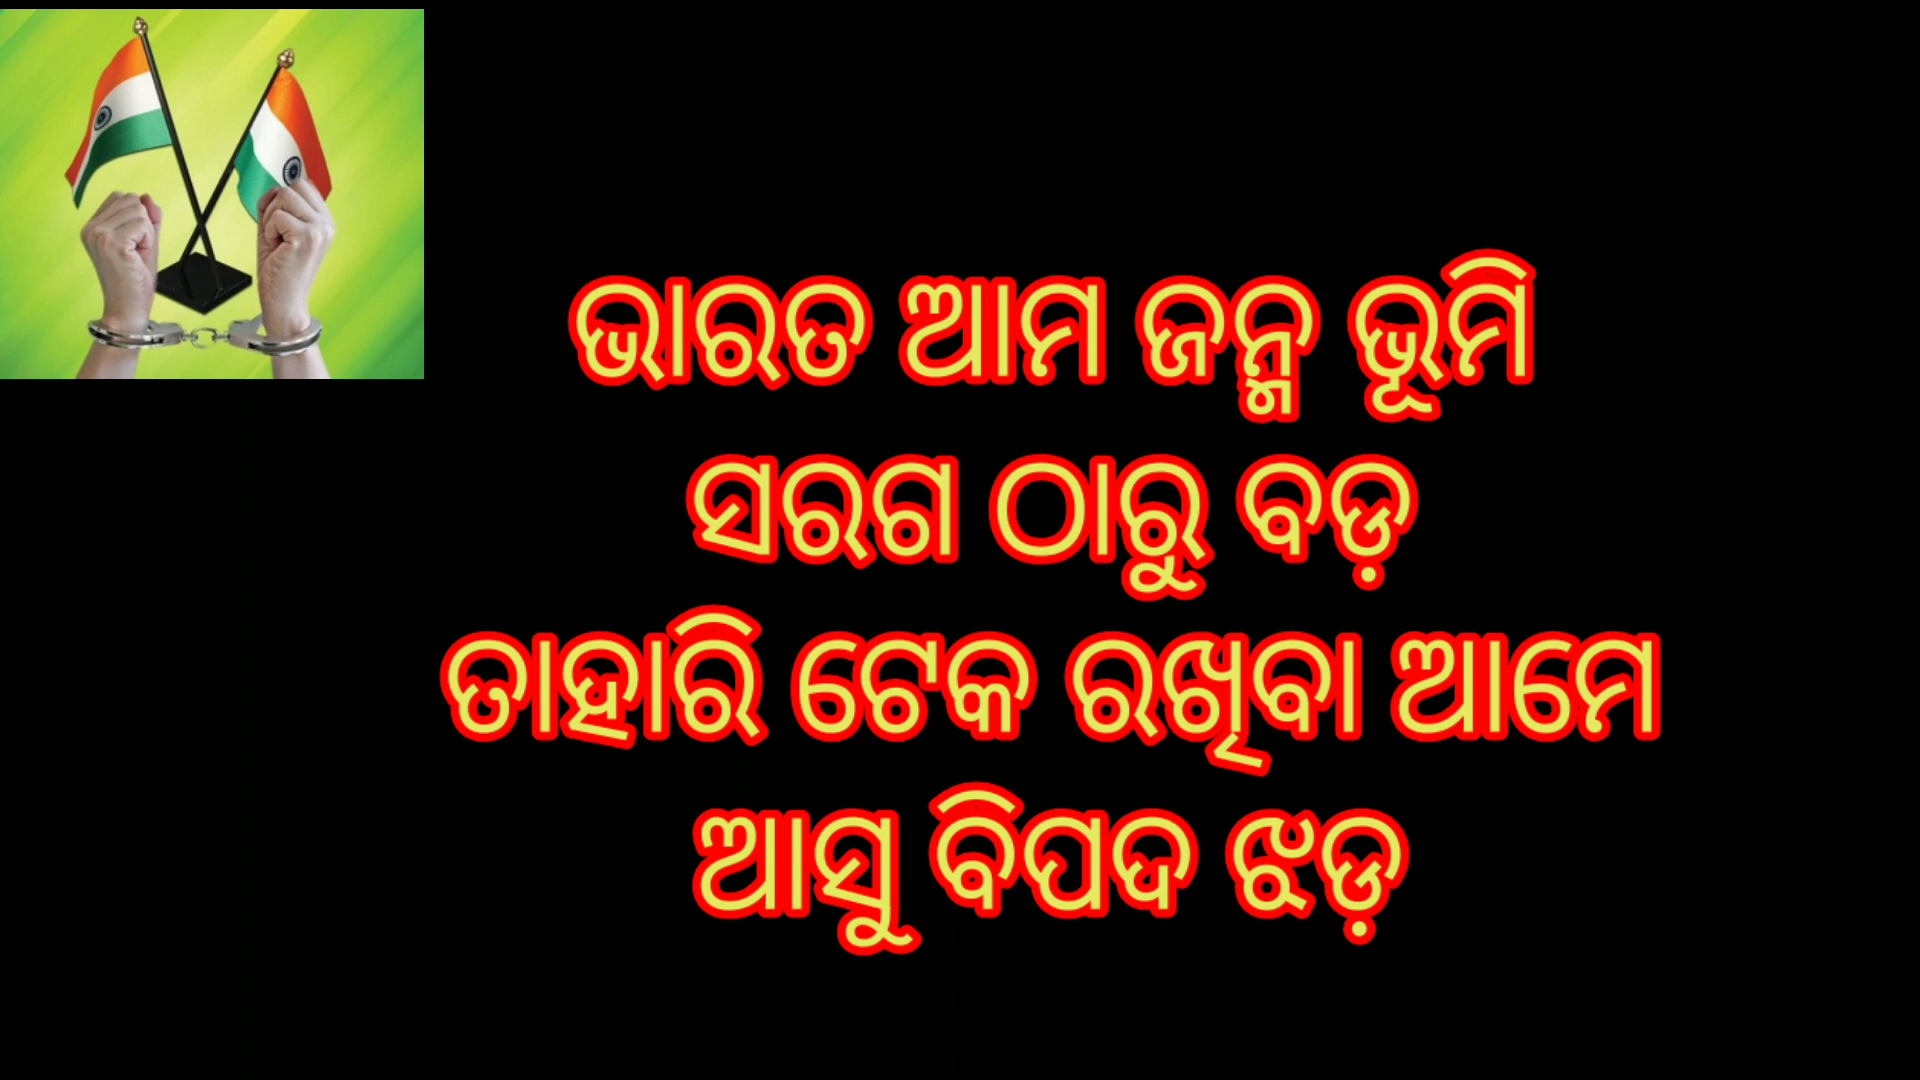 ଭାରତ ଆମ ଜନ୍ମ ଭୂମି
ସରଗ ଠାରୁ ବଡ଼
ତାହାରି ଟେକ ରଖିବା ଆମେ
ଆସୁ ବିପଦ ଝଡ଼